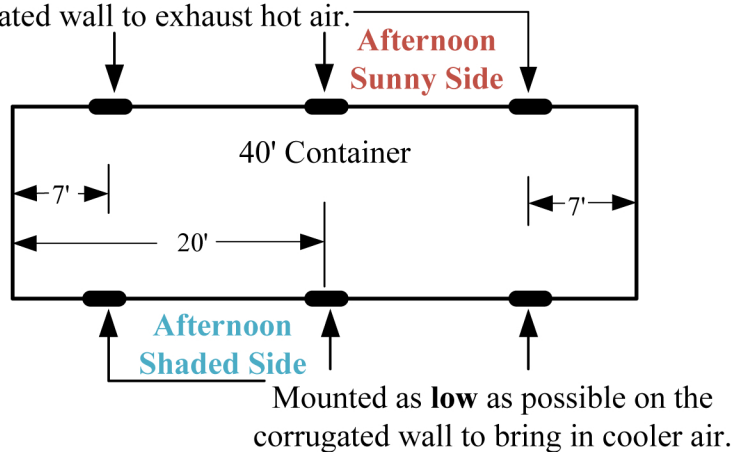 wall to exhaust hot air.
Afternoon
Sunny Side
40' Container
7'
7'
20'
Afternoon
Shaded Side
Mounted as low as possible on the
corrugated wall to bring in cooler air.